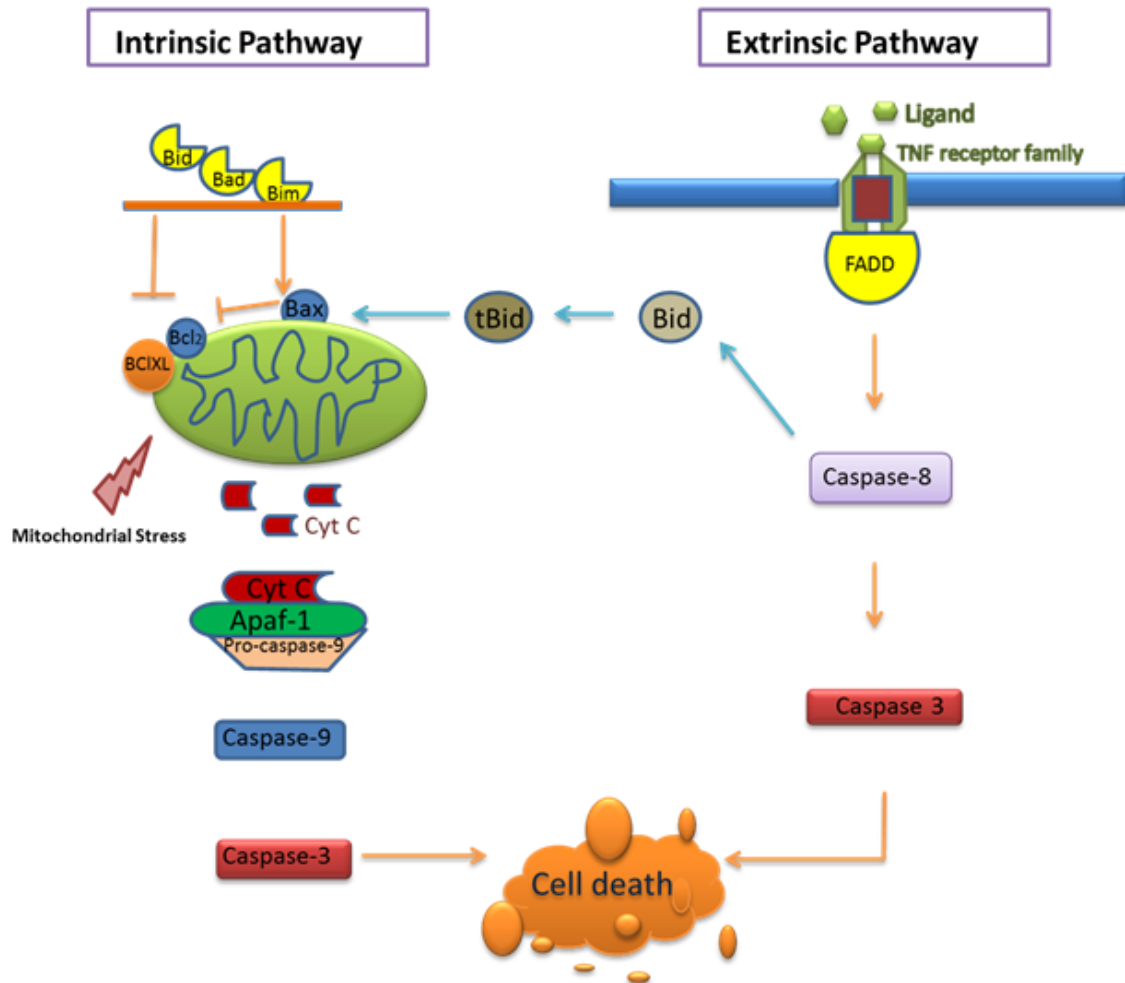 Intrinsic Pathway
Extrinsic Pathway
Bid
Bad
Bim
Ligand
TNF receptor family
FADD
Bax
tBid
Bid
Bcl2
BClXL
Caspase-8
Mitochondrial Stress
Cyt C
Cyt C
Apaf-1
Pro-caspase-9
Caspase 3
Caspase-9
Caspase-3
Cell death